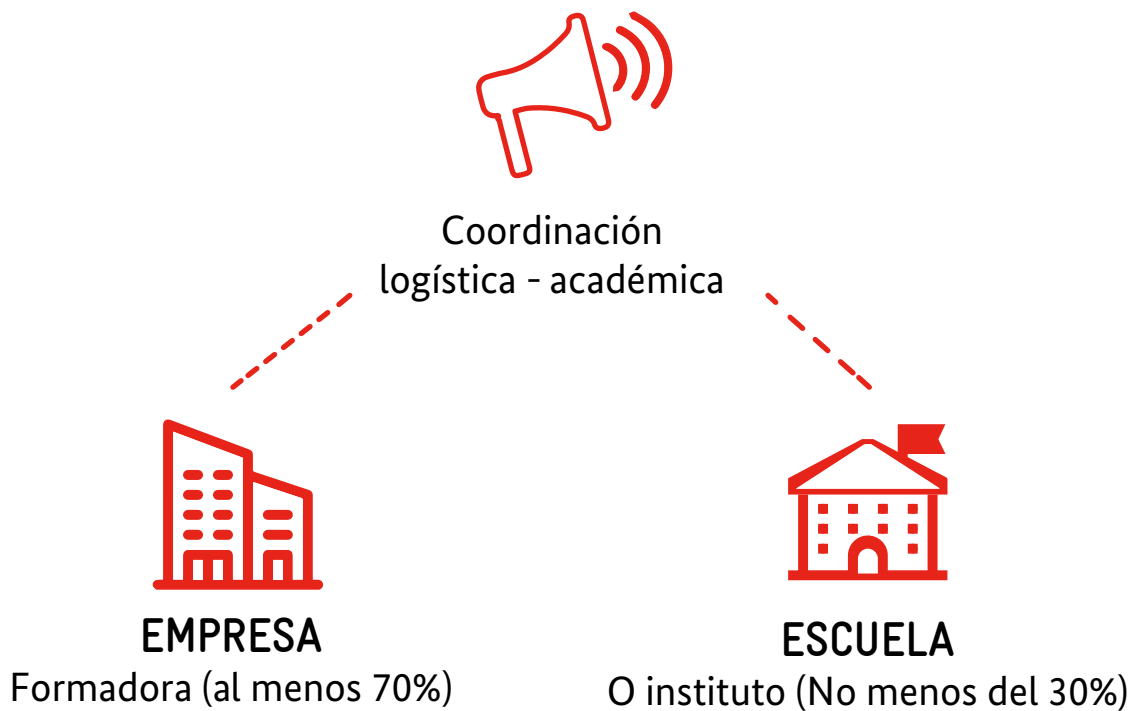 Coordinación
logística - académica
EMPRESA
Formadora (al menos 70%)
ESCUELA
O instituto (No menos del 30%)